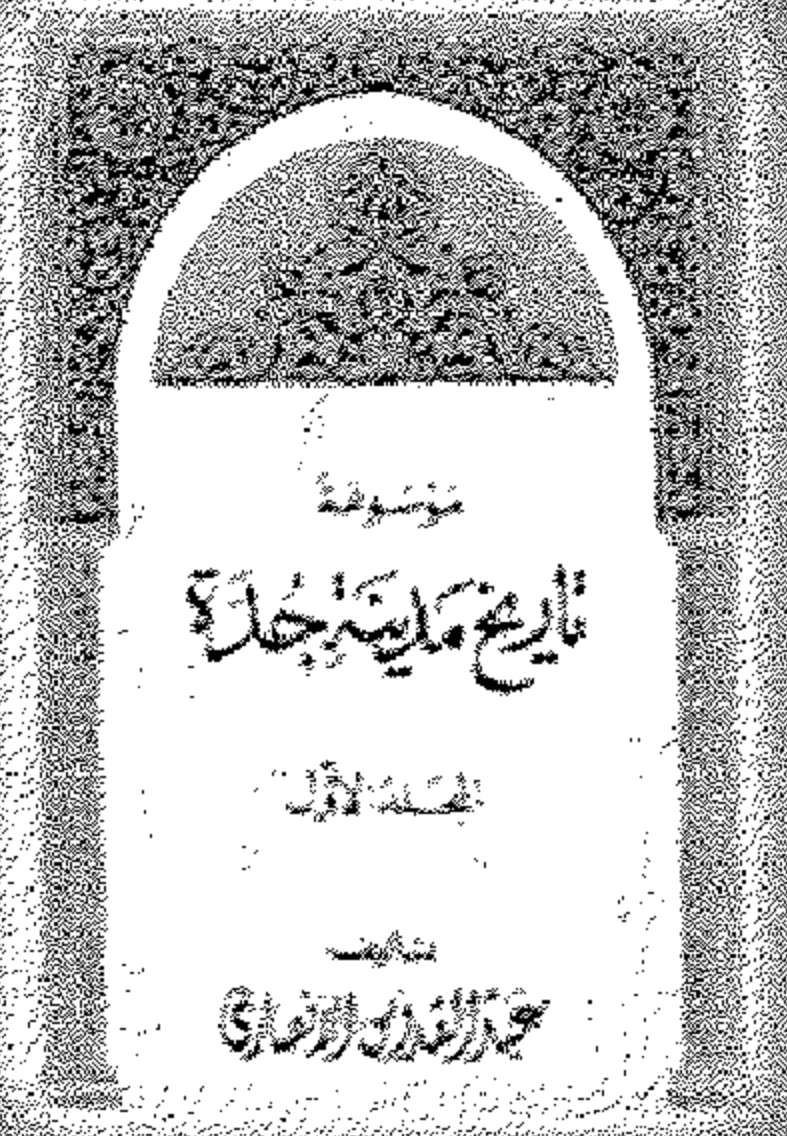 موسوعة
تاريخ مدينة جدة
المجلد الأول
تأليف
عبد القدوس الأنصاري